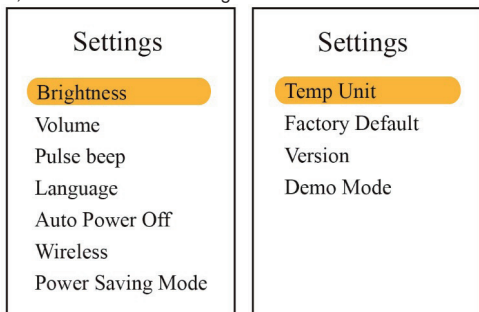 Settings
Brightness
Volume
Pulse beep
Language
Auto Power Off
Wireless
Power Saving Mode
Settings
Temp Unit
Factory Default
Version
Demo Mode